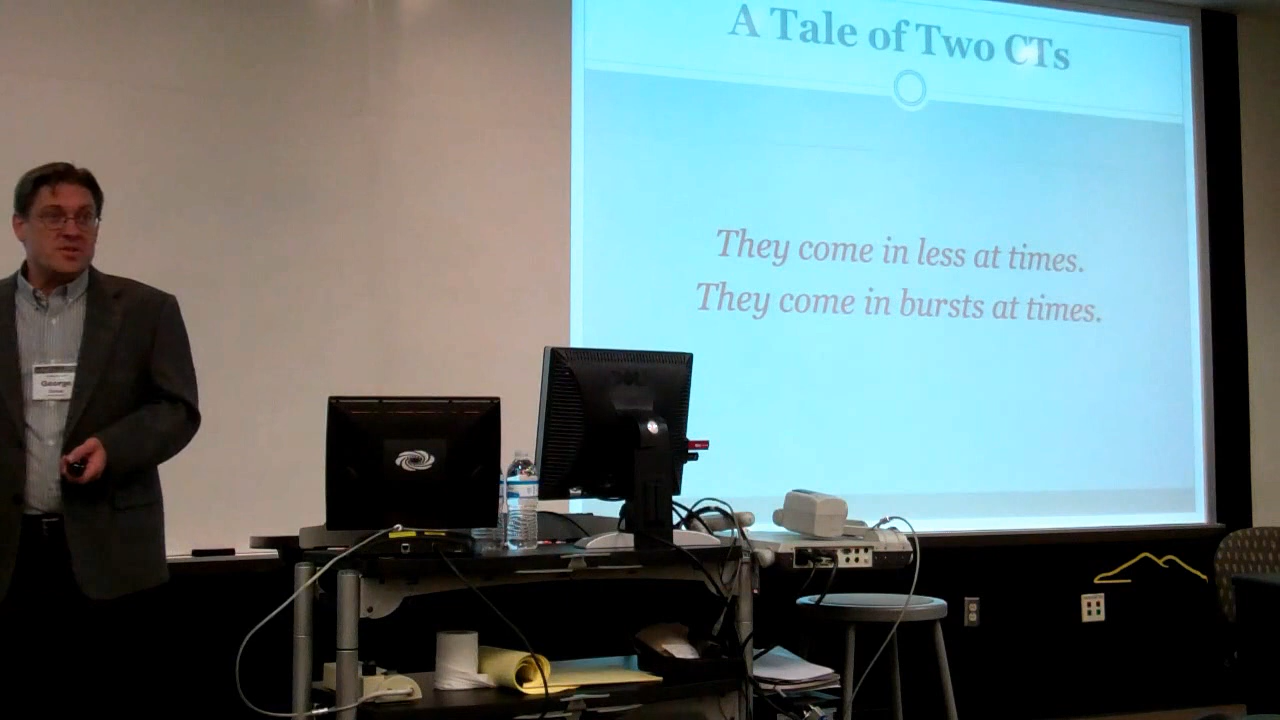 A Tale of Two CTs
They come in less at times.
They come in bursts at times.
George